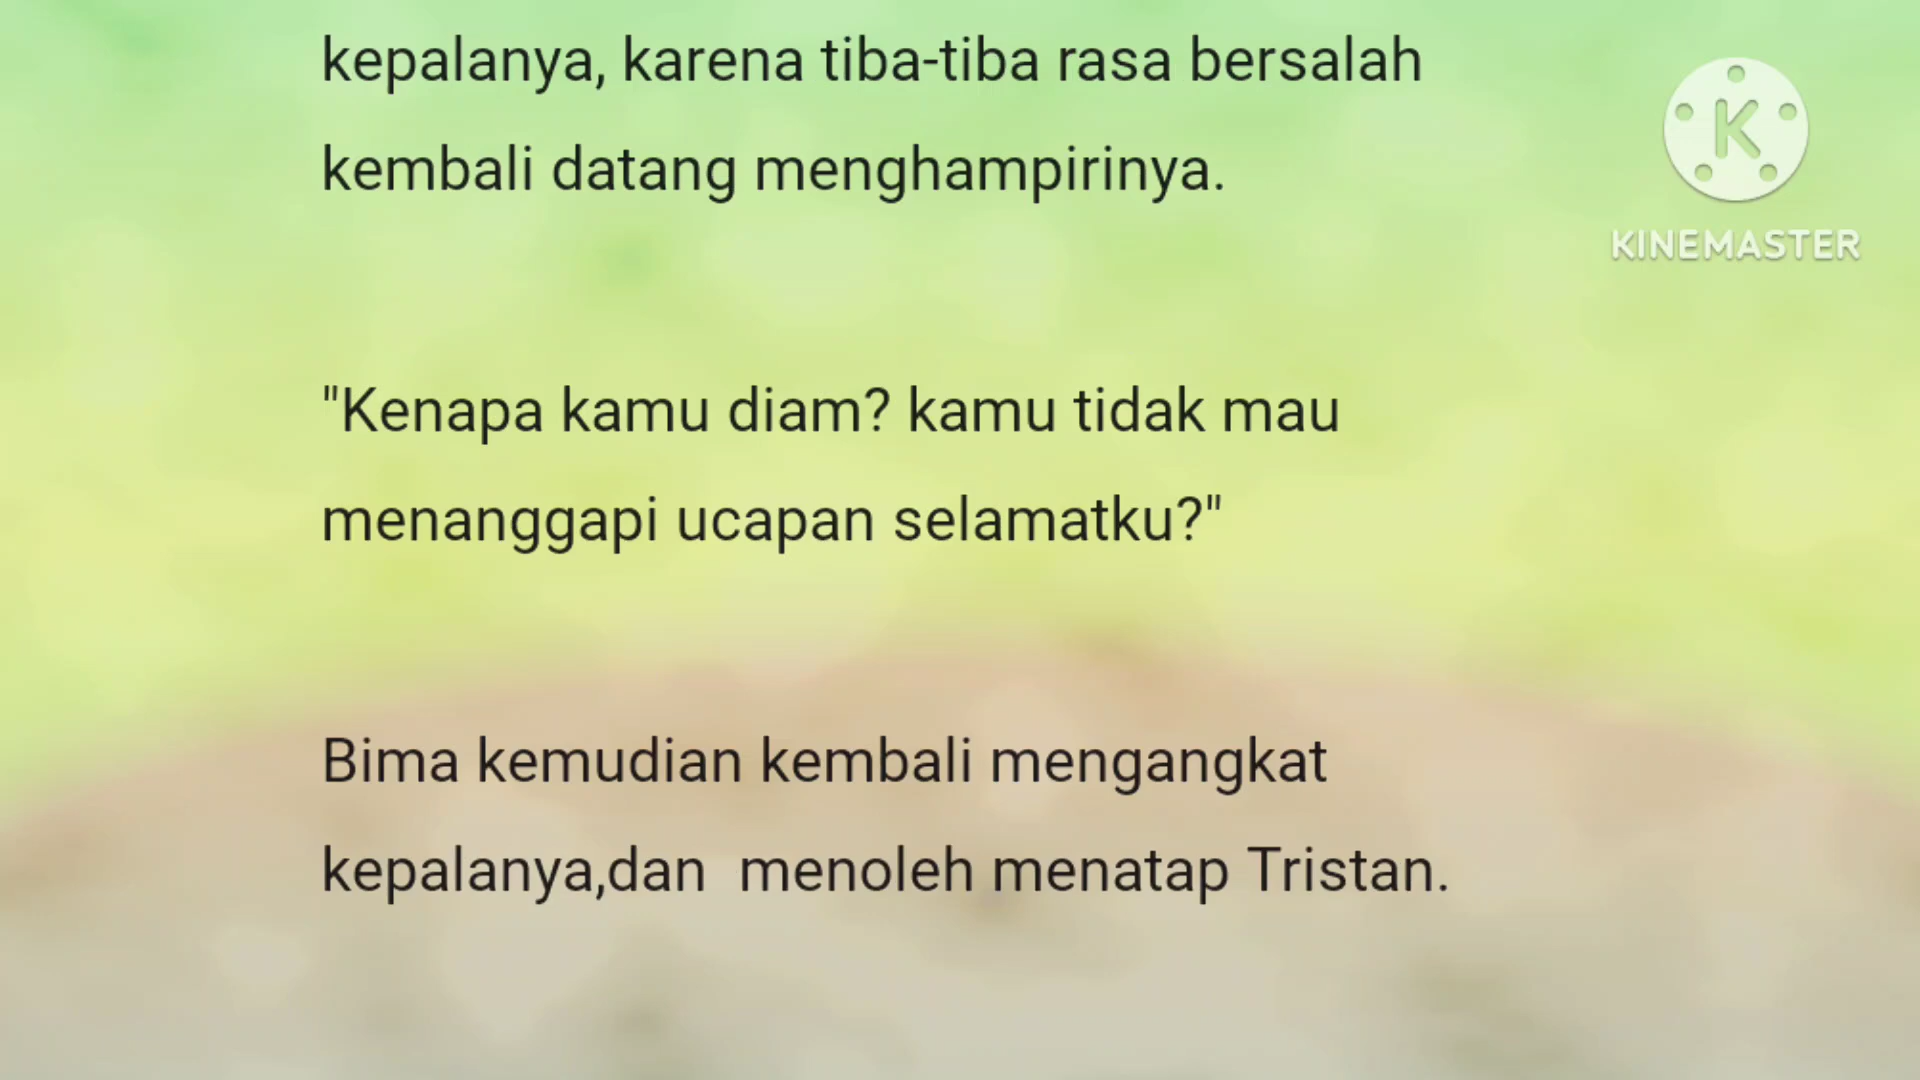 kepalanya, karena tiba-tiba rasa bersalah
kembali datang menghampirinya.
"Kenapa kamu diam? kamu tidak mau
menanggapi ucapan selamatku?"
Bima kemudian kembali mengangkat
kepalanya,dan  menoleh menatap Tristan.
K
KINEMASTER